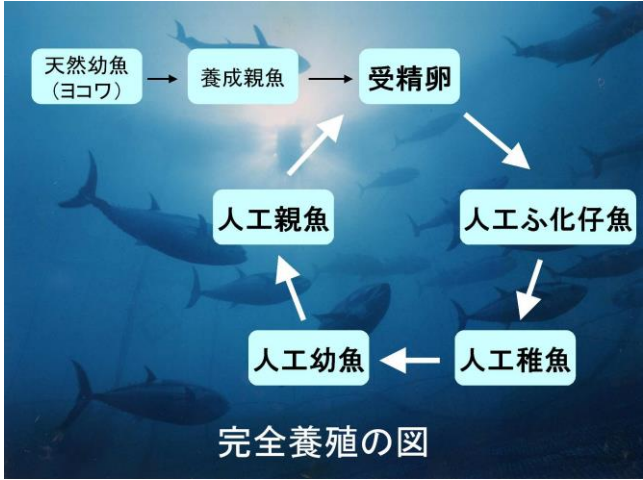 天然幼魚
（ヨコワ）
養成親魚
受精卵
人工ふ化仔魚
人工稚魚
人工幼魚
人工親魚
完全養殖の図